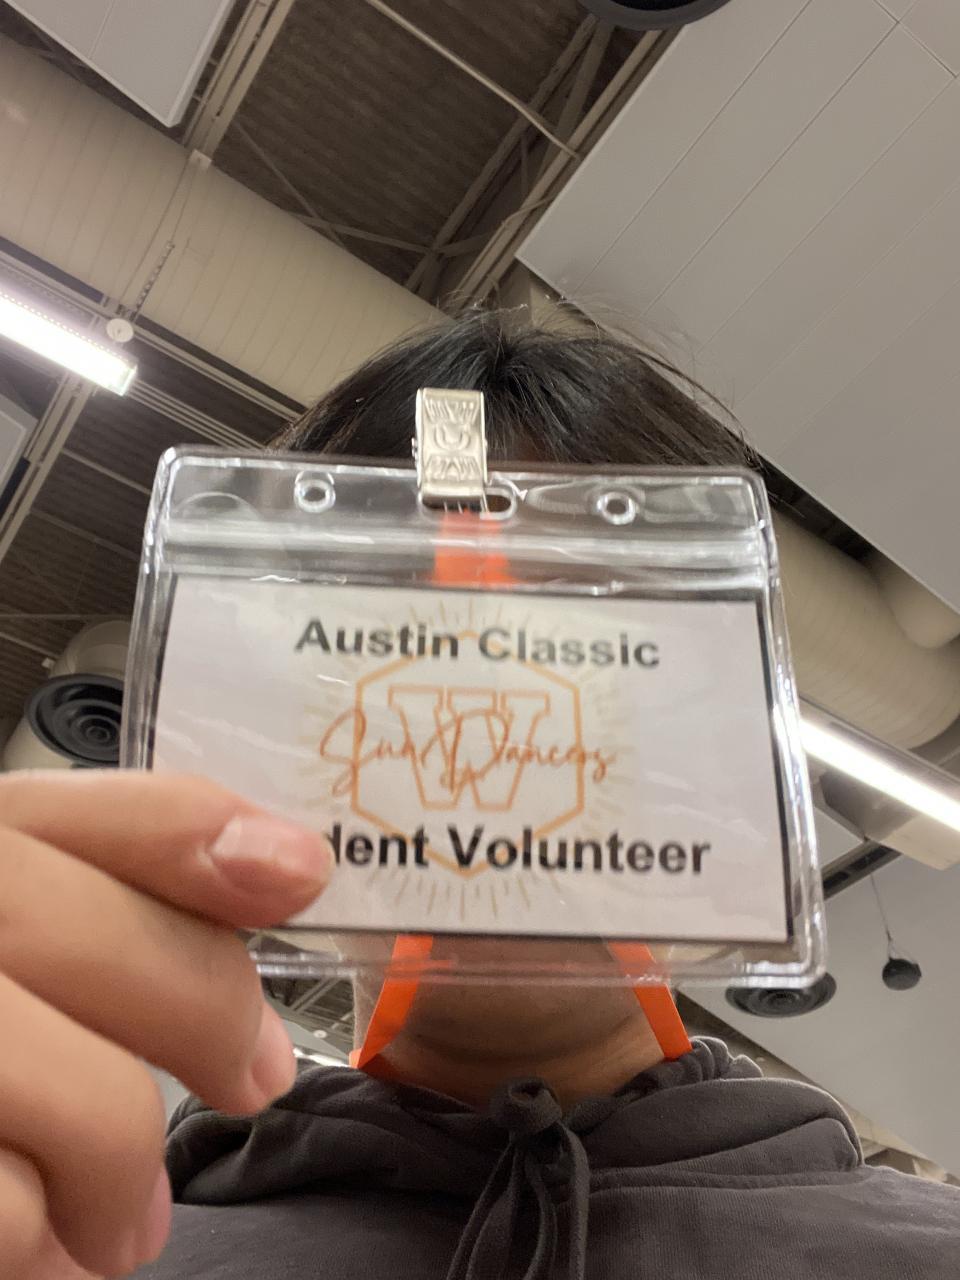 Austin Classic
W
Sun Dancers
dent Volunteer